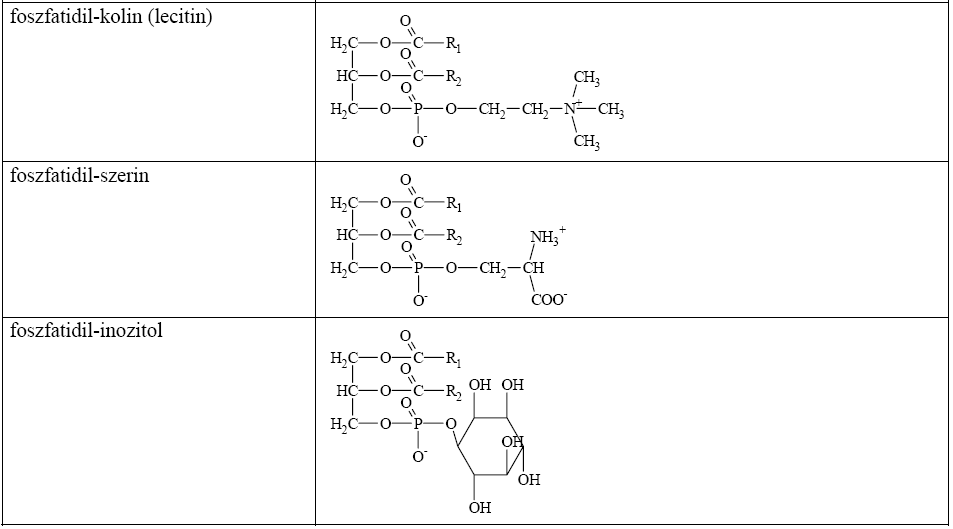 foszfatidil-kolin (lecitin)
O
H₂C—O—C—R₁
O
HC—O—C—R₂
O
CH₃
H₂C—O—P—O—CH₂—CH₂—N⁺—CH₃
O⁻
CH₃
foszfatidil-szerin
O
H₂C—O—C—R₁
O
HC—O—C—R₂
NH₃⁺
O
H₂C—O—P—O—CH₂—CH
O⁻
COO⁻
foszfatidil-inozitol
O
H₂C—O—C—R₁
O
HC—O—C—R₂
OH OH
O
H₂C—O—P—O
OH
O⁻
OH
OH